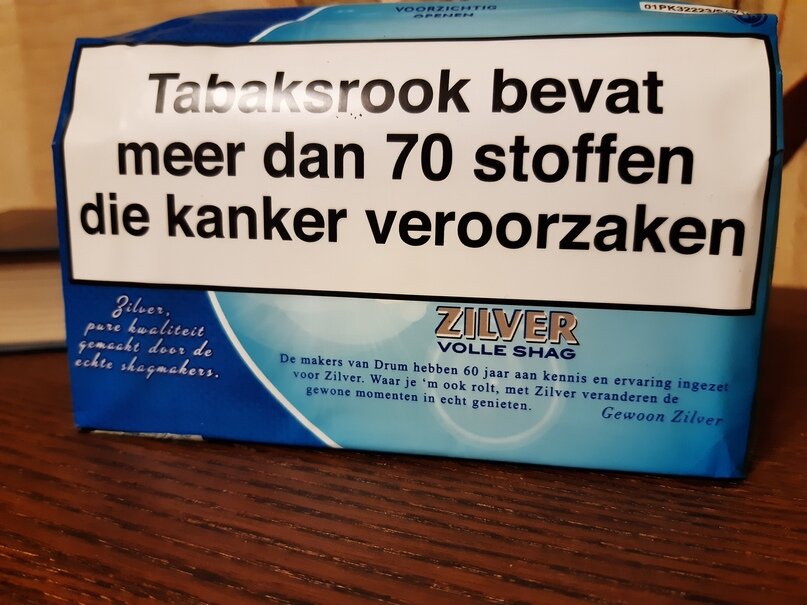 VOORZICHTIG
OPENEN
Tabaksrook bevat
meer dan 70 stoffen
die kanker veroorzaken
Zilver,
pure kwaliteit
gemaakt door de
echte shagmakers.
ZILVER
VOLLE SHAG
De makers van Drum hebben 60 jaar aan kennis en ervaring ingezet
voor Zilver. Waar je 'm ook rolt, met Zilver veranderen de
gewone momenten in echt genieten.
Gewoon Zilver